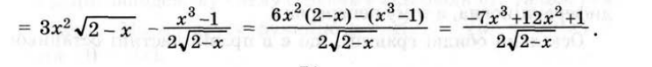 = 3x²√(2−x) − (x³−1)/(2√(2−x)) = (6x²(2−x)−(x³−1))/(2√(2−x)) = (−7x³+12x²+1)/(2√(2−x)).